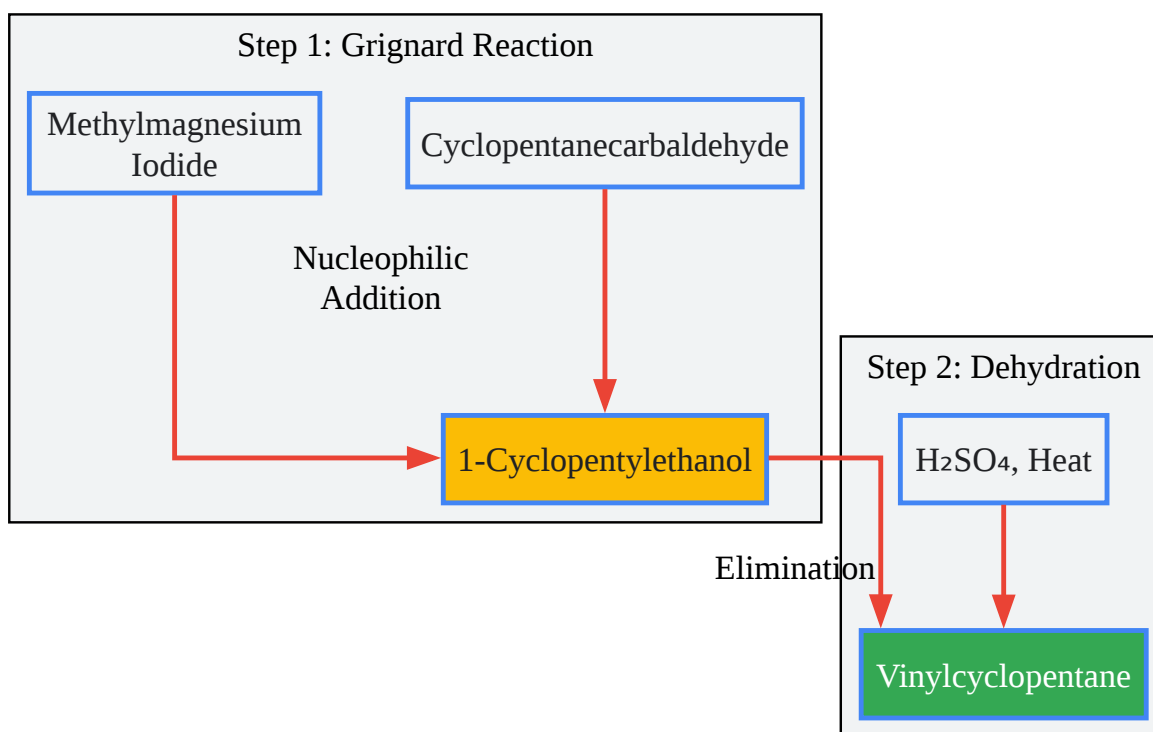 Step 1: Grignard Reaction
Methylmagnesium
Iodide
Cyclopentanecarbaldehyde
Nucleophilic
Addition
1-Cyclopentylethanol
Step 2: Dehydration
H₂SO₄, Heat
Elimination
Vinylcyclopentane